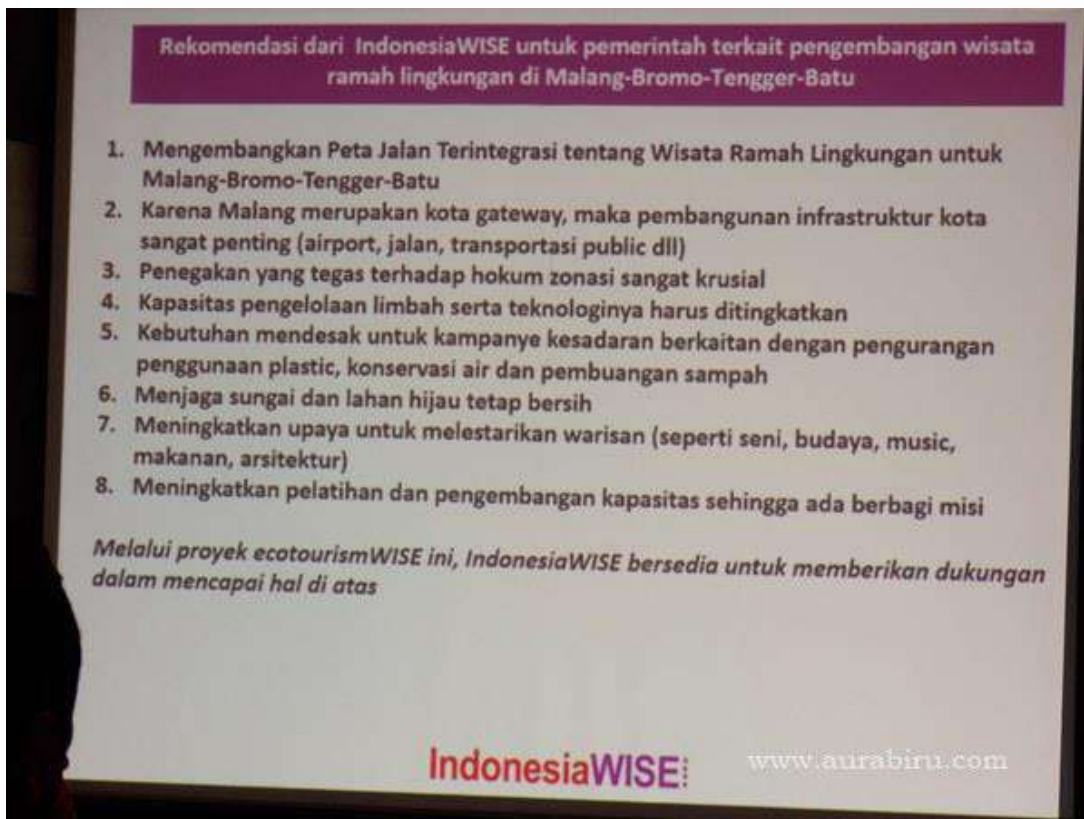 Rekomendasi dari IndonesiaWISE untuk pemerintah terkait pengembangan wisata
ramah lingkungan di Malang-Bromo-Tengger-Batu
1. Mengembangkan Peta Jalan Terintegrasi tentang Wisata Ramah Lingkungan untuk
Malang-Bromo-Tengger-Batu
2. Karena Malang merupakan kota gateway, maka pembangunan infrastruktur kota
sangat penting (airport, jalan, transportasi public dll)
3. Penegakan yang tegas terhadap hokum zonasi sangat krusial
4. Kapasitas pengelolaan limbah serta teknologinya harus ditingkatkan
5. Kebutuhan mendesak untuk kampanye kesadaran berkaitan dengan pengurangan
penggunaan plastic, konservasi air dan pembuangan sampah
6. Menjaga sungai dan lahan hijau tetap bersih
7. Meningkatkan upaya untuk melestarikan warisan (seperti seni, budaya, music,
makanan, arsitektur)
8. Meningkatkan pelatihan dan pengembangan kapasitas sehingga ada berbagi misi
Melalui proyek ecotourismWISE ini, IndonesiaWISE bersedia untuk memberikan dukungan
dalam mencapai hal di atas
IndonesiaWISE
www.aurabiru.com